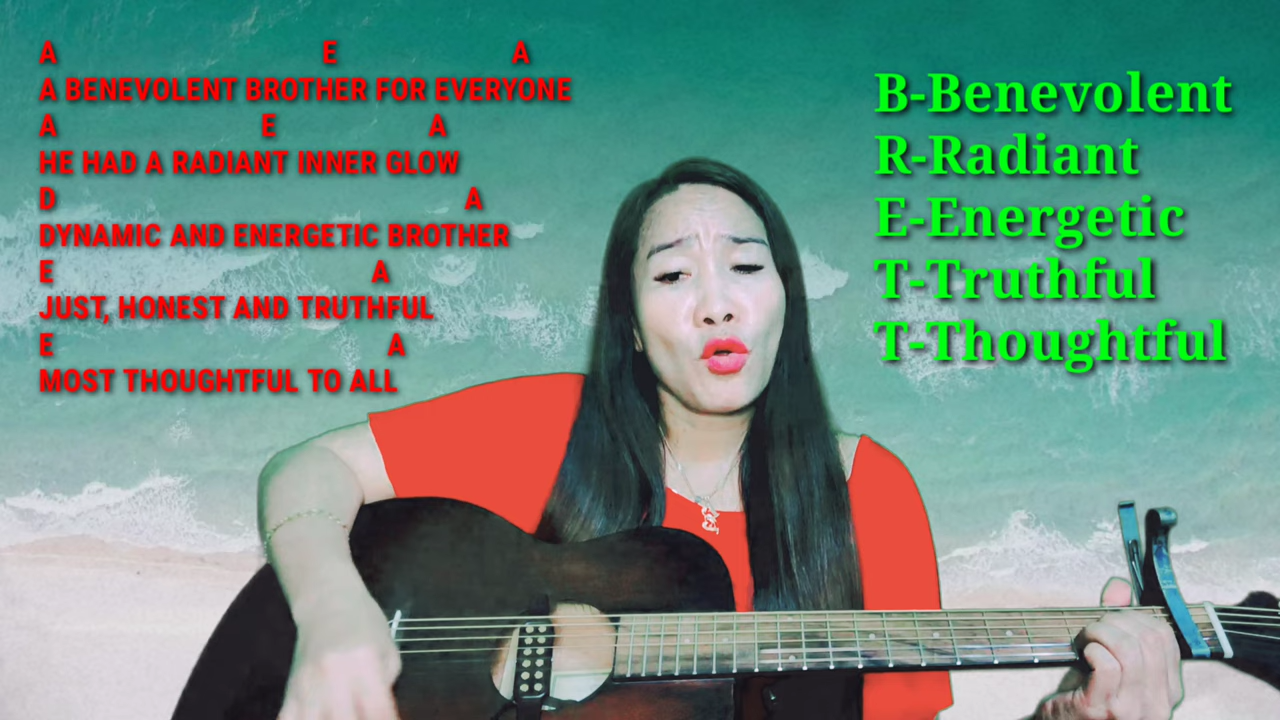 A E A
A BENEVOLENT BROTHER FOR EVERYONE
A E A
HE HAD A RADIANT INNER GLOW
D A
DYNAMIC AND ENERGETIC BROTHER
E A
JUST, HONEST AND TRUTHFUL
E A
MOST THOUGHTFUL TO ALL
B-Benevolent
R-Radiant
E-Energetic
T-Truthful
T-Thoughtful